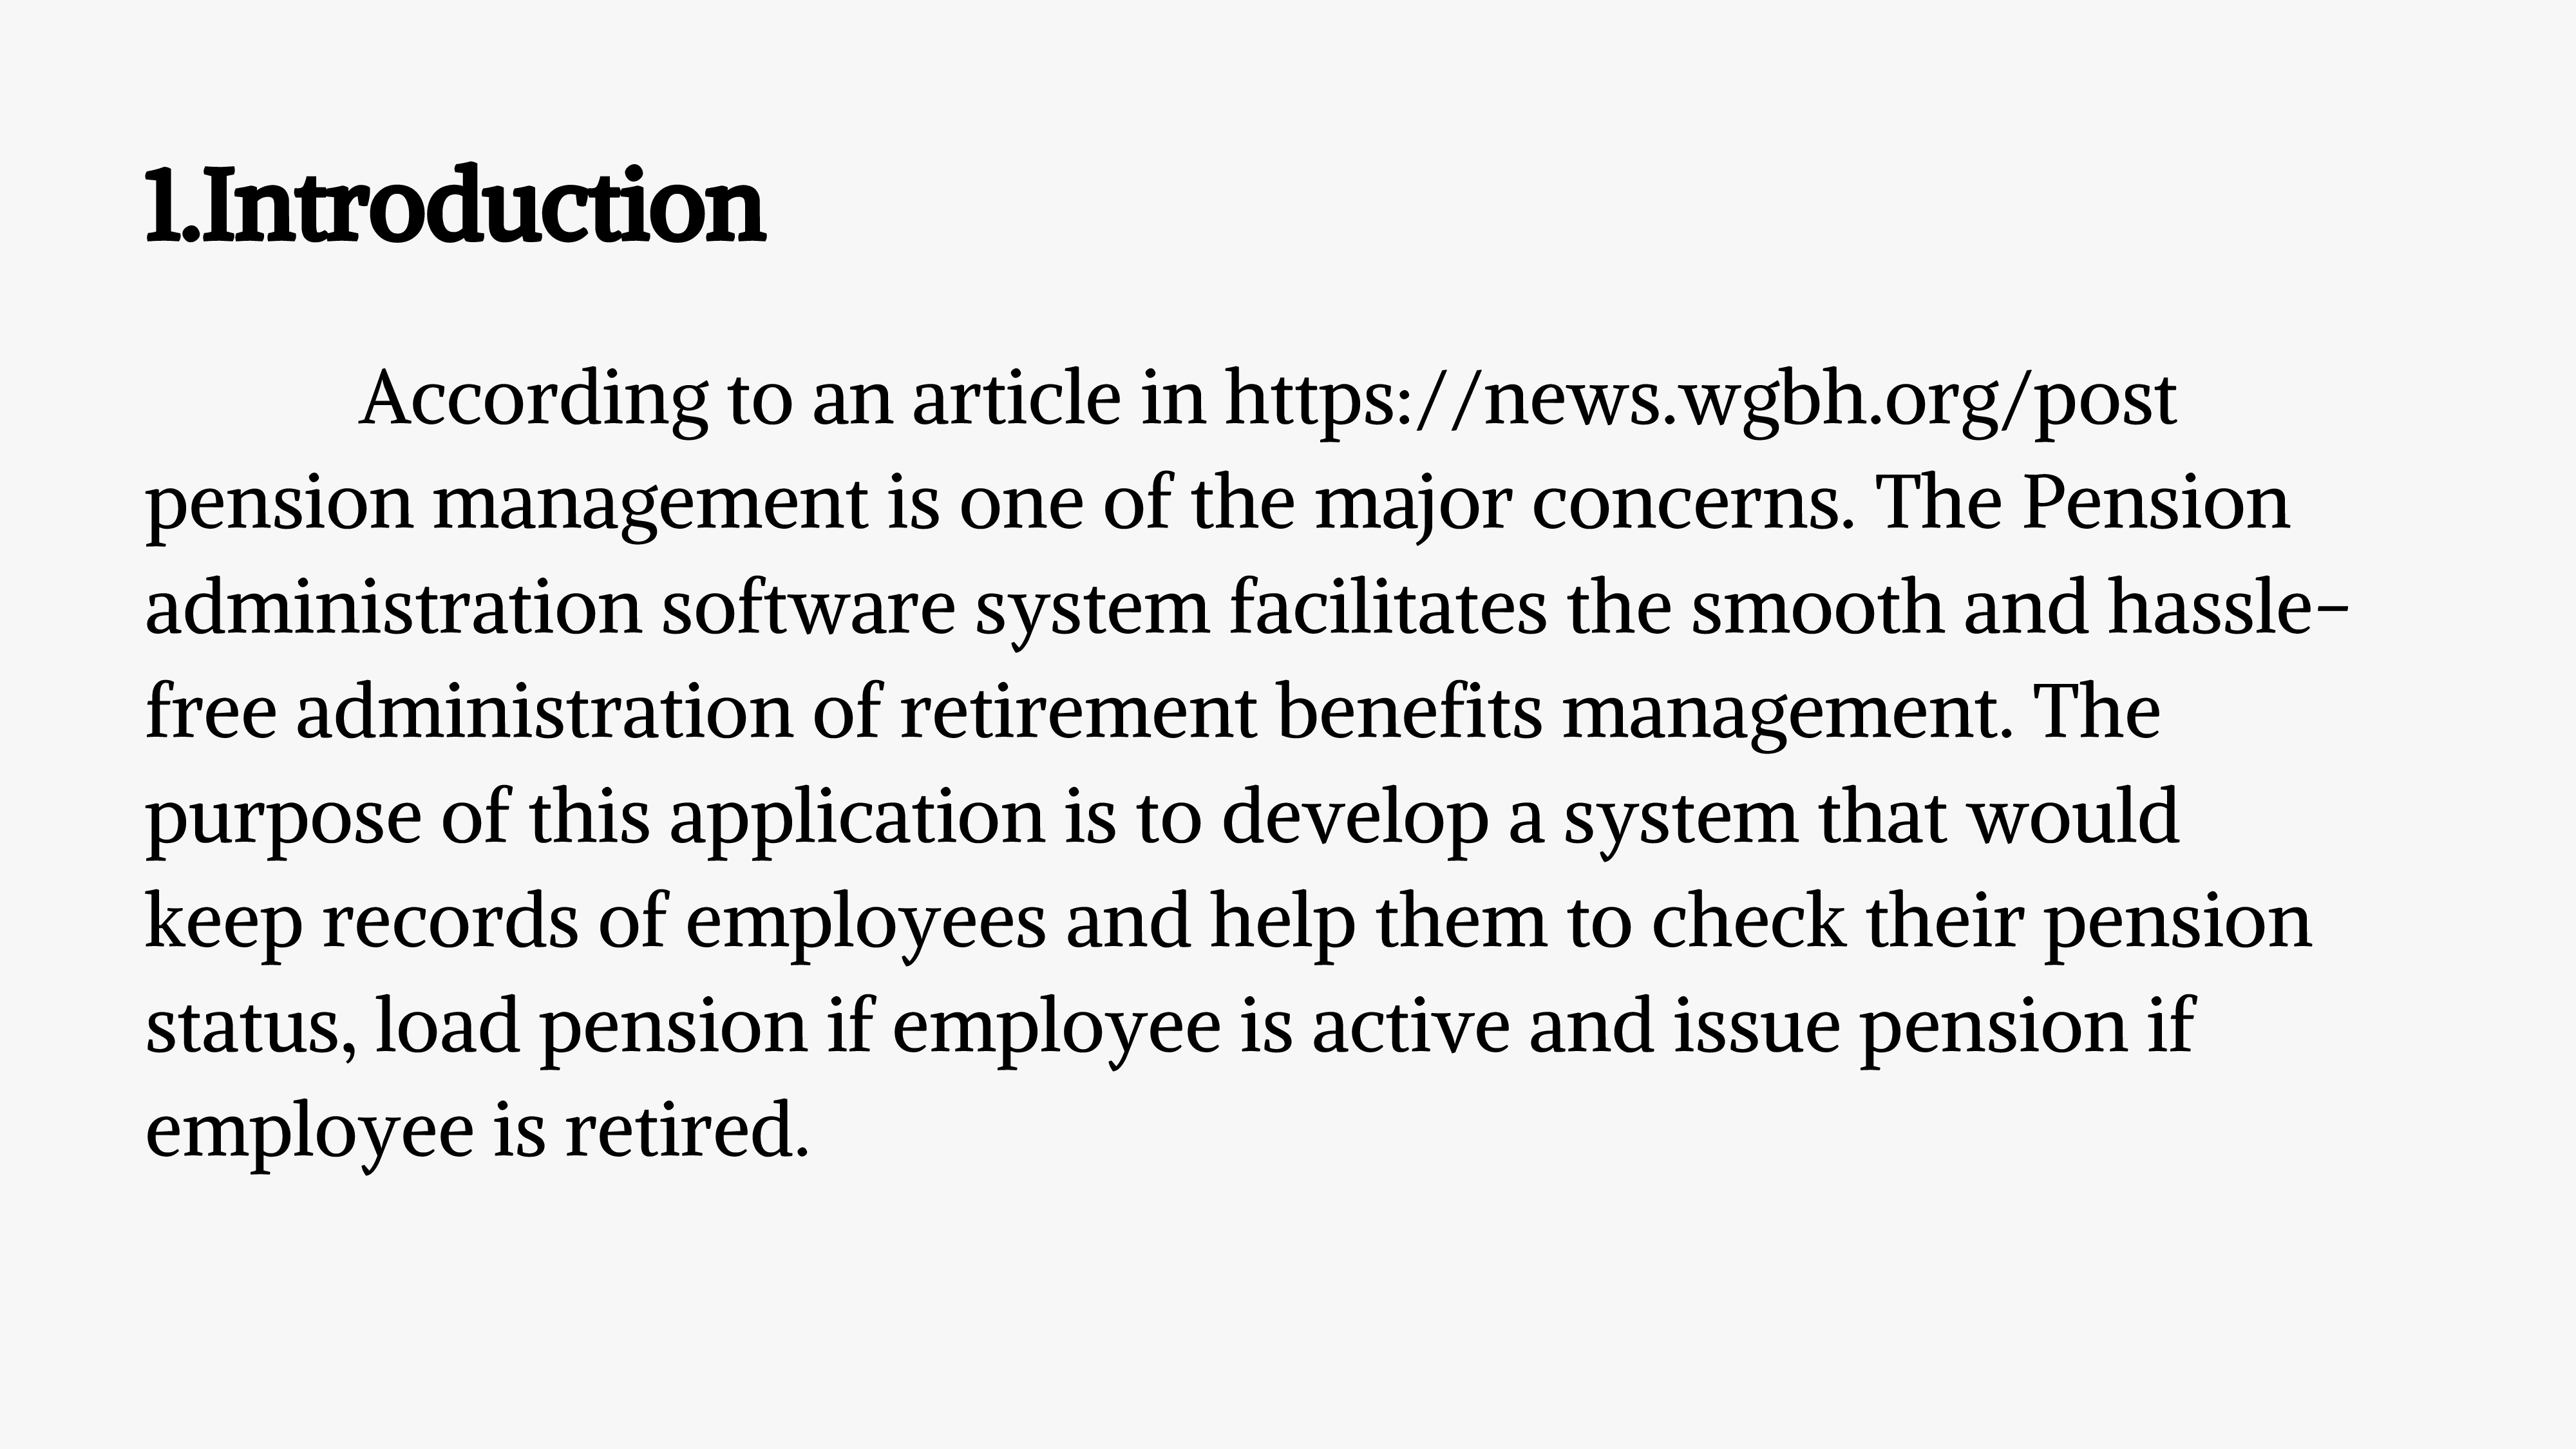 1.Introduction
According to an article in https://news.wgbh.org/post
pension management is one of the major concerns. The Pension
administration software system facilitates the smooth and hassle-
free administration of retirement benefits management. The
purpose of this application is to develop a system that would
keep records of employees and help them to check their pension
status, load pension if employee is active and issue pension if
employee is retired.